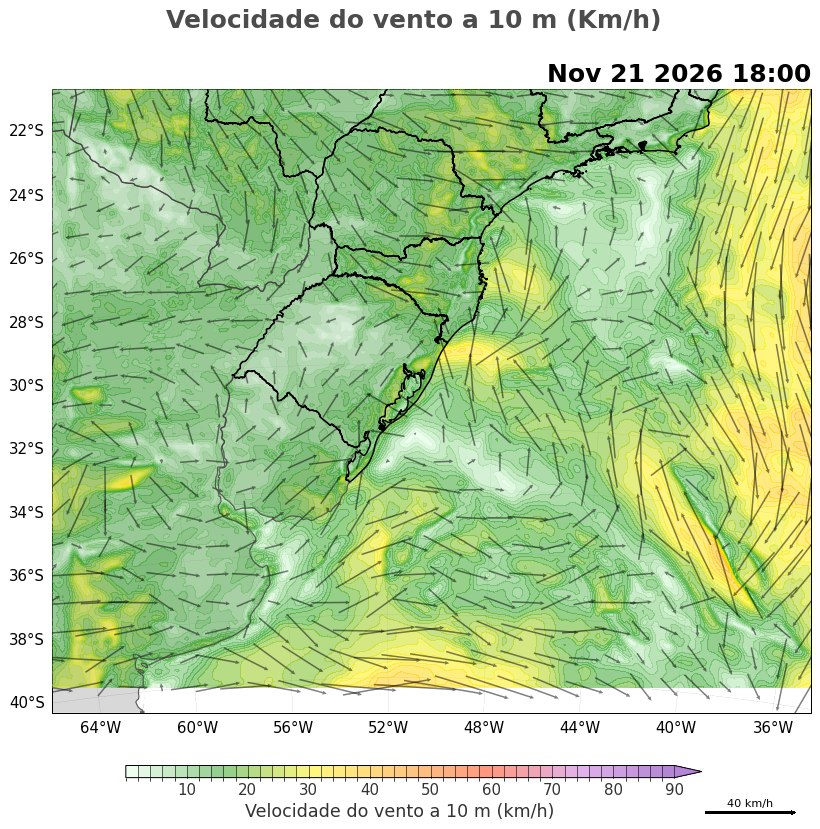 Velocidade do vento a 10 m (Km/h)
Nov 21 2026 18:00
22°S
24°S
26°S
28°S
30°S
32°S
34°S
36°S
38°S
40°S
64°W 60°W 56°W 52°W 48°W 44°W 40°W 36°W
10 20 30 40 50 60 70 80 90
Velocidade do vento a 10 m (km/h)
40 km/h